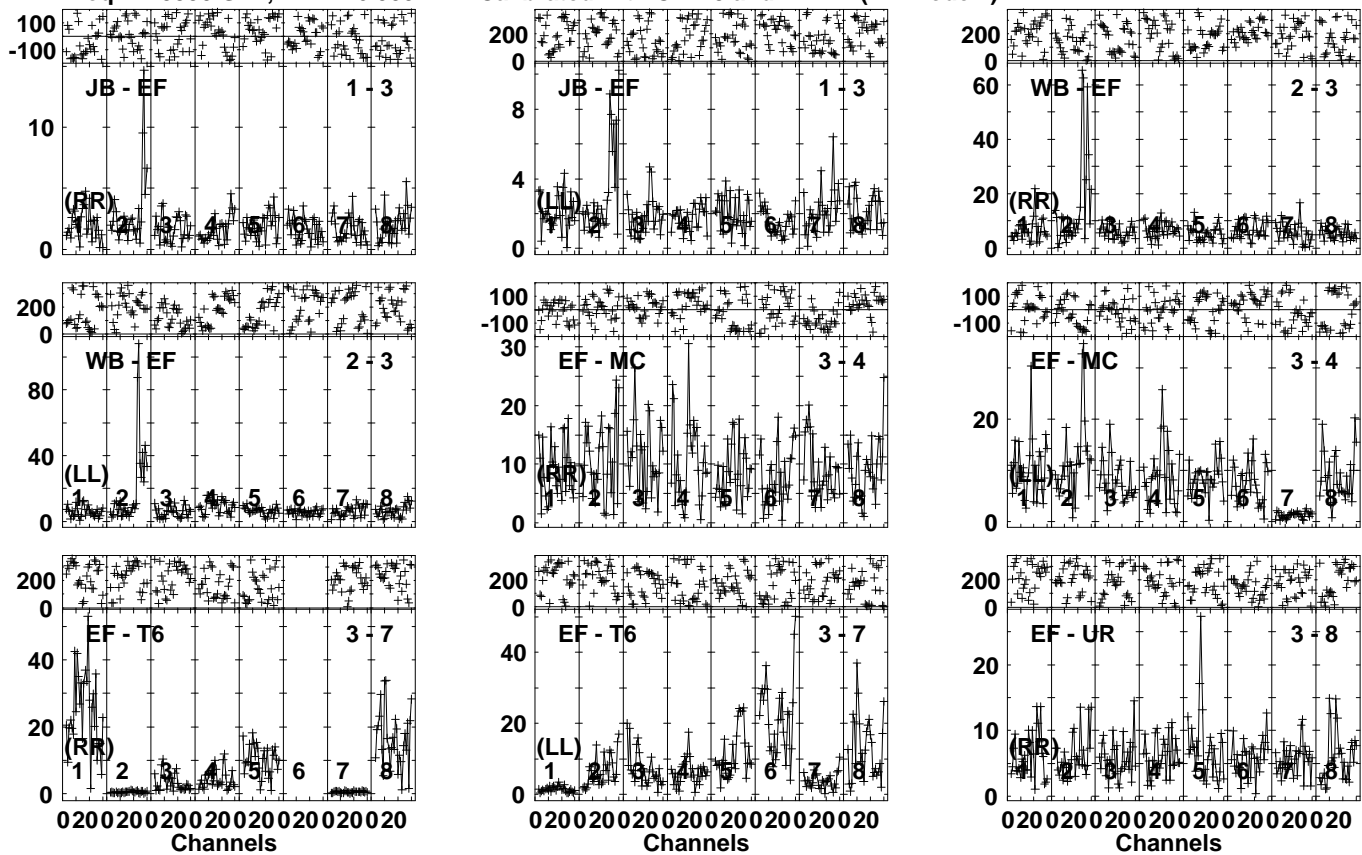 100 -100 200 0 200 0
JB - EF 1 - 3 JB - EF 1 - 3 WB - EF 2 - 3
10 0 8 4 0 60 40 20 0
(RR) (LL) (RR)
1 2 3 4 5 6 7 8 1 2 3 4 5 6 7 8 1 2 3 4 5 6 7 8
200 0 100 -100 100 -100
WB - EF 2 - 3 EF - MC 3 - 4 EF - MC 3 - 4
80 40 0 30 20 10 0 20 0
(LL) (RR) (LL)
1 2 3 4 5 6 7 8 1 2 3 4 5 6 7 8 1 2 3 4 5 6 7 8
200 0 200 0 200 0
EF - T6 3 - 7 EF - T6 3 - 7 EF - UR 3 - 8
40 20 0 40 20 0 20 10 0
(RR) (LL) (RR)
1 2 3 4 5 6 7 8 1 2 3 4 5 6 7 8 1 2 3 4 5 6 7 8
0 20 0 20 0 20 0 20 0 20 0 20 0 20 0 20 0 20 0 20 0 20 0 20 0 20 0 20 0 20 0 20 0 20 0 20 0 20 0 20 0 20 0 20 0 20 0 20
Channels Channels Channels